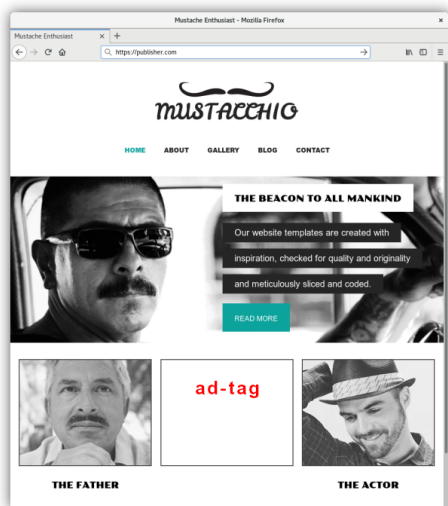 Mustache Enthusiast - Mozilla Firefox
Mustache Enthusiast
https://publisher.com
MUSTACCHIO
HOME ABOUT GALLERY BLOG CONTACT
THE BEACON TO ALL MANKIND
Our website templates are created with
inspiration, checked for quality and originality
and meticulously sliced and coded.
READ MORE
ad-tag
THE FATHER THE ACTOR